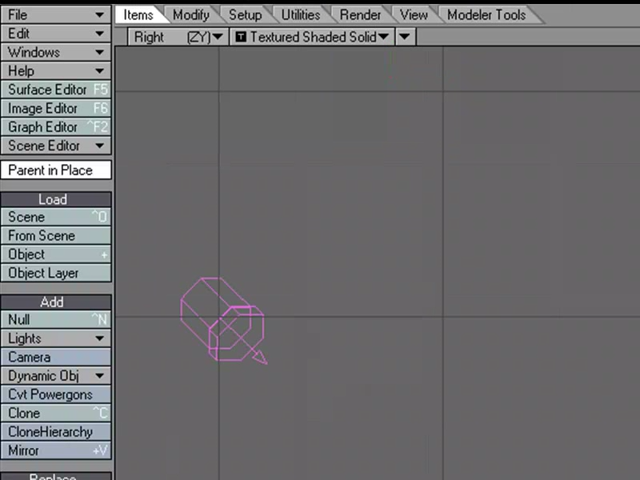 File Items Modify Setup Utilities Render View Modeler Tools
Edit Right (ZY) T Textured Shaded Solid
Windows
Help
Surface Editor F5
Image Editor F6
Graph Editor ^F2
Scene Editor
Parent in Place
Load
Scene ^O
From Scene
Object +
Object Layer
Add
Null ^N
Lights
Camera
Dynamic Obj
Cvt Powergons
Clone ^C
CloneHierarchy
Mirror +V
Replace